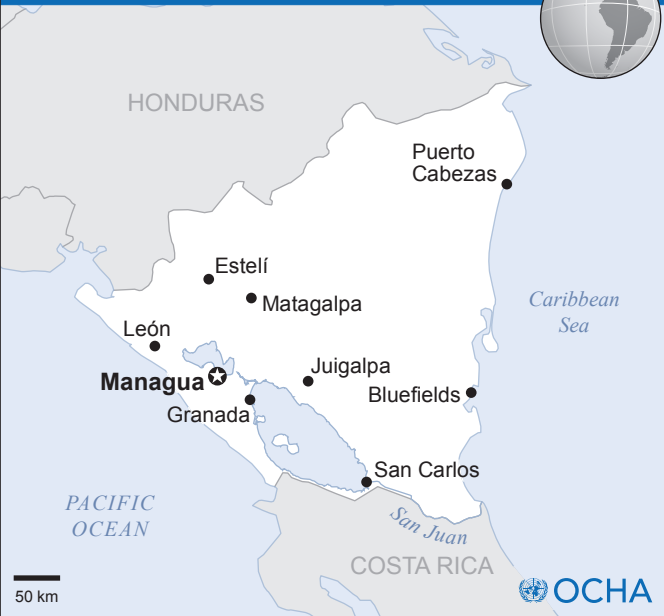 HONDURAS
Puerto
Cabezas
Estelí
Matagalpa
Caribbean
Sea
León
Managua
Juigalpa
Bluefields
Granada
San Carlos
PACIFIC
OCEAN
San Juan
COSTA RICA
50 km
OCHA